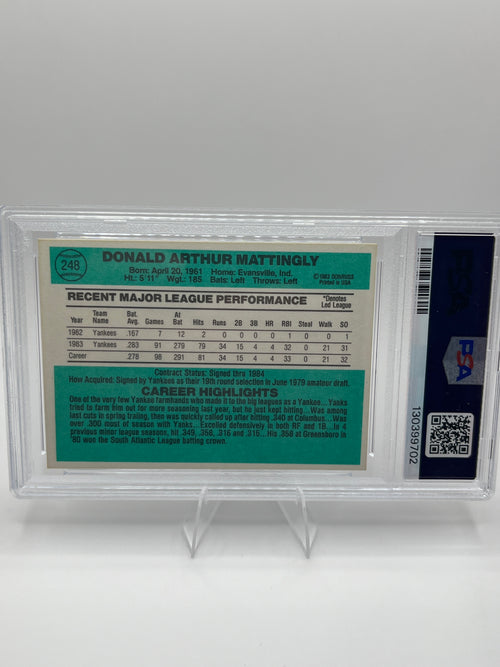 248
DONALD ARTHUR MATTINGLY
Born: April 20, 1961 Home: Evansville, Ind.
Ht.: 5'11" Wgt.: 185 Bats: Left Throws: Left
©1983 DONRUSS
Printed in USA
RECENT MAJOR LEAGUE PERFORMANCE
*Denotes
Led League
Year Team Name Bat. Avg. Games At Bat Hits Runs 2B 3B HR RBI Steal Walk SO
1982 Yankees .167 7 12 2 0 0 0 0 1 0 0 1
1983 Yankees .283 91 279 79 34 15 4 4 32 0 21 31
Career .278 98 291 81 34 15 4 4 33 0 21 32
Contract Status: Signed thru 1984
How Acquired: Signed by Yankees as their 19th round selection in June 1979 amateur draft.
CAREER HIGHLIGHTS
One of the very few Yankee farmhands who made it to the big leagues as a Yankee...Yanks
tried to farm him out for more seasoning last year, but he just kept hitting...Was among
last cuts in spring training, then was quickly called up after hitting .340 at Columbus...Was
over .300 most of season with Yanks...Excelled defensively in both RF and 1B...In 4
previous minor league seasons, hit .349, .358, .316 and .315...His .358 at Greensboro in
'80 won the South Atlantic League batting crown.
PSA
PSA
130399702